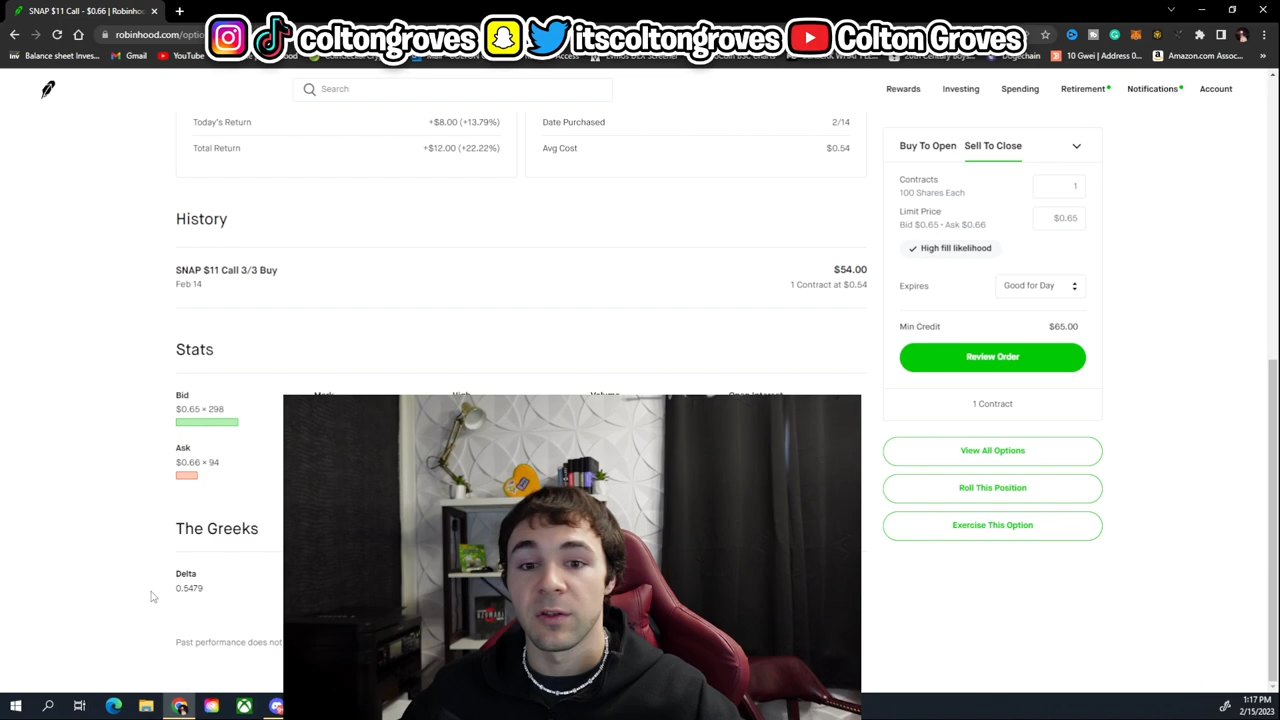 SNAP $11 Call - $0.66 | Robinhood
coltongroves itscoltongroves Colton Groves
Balance sheet Inves Gmail YouTube 10 Gwei | Address 0... Amazon.com Assoc...
Search
Rewards Investing Spending Retirement Notifications Account
Today's Return +$8.00 (+13.79%)
Total Return +$12.00 (+22.22%)
Date Purchased 2/14
Avg Cost $0.54
History
SNAP $11 Call 3/3 Buy $54.00
Feb 14 1 Contract at $0.54
Stats
Bid
$0.65 × 298
Ask
$0.66 × 94
The Greeks
Delta
0.5479
Past performance does not
Buy To Open Sell To Close
Contracts 1
100 Shares Each
Limit Price $0.65
Bid $0.65 • Ask $0.66
High fill likelihood
Expires Good for Day
Min Credit $65.00
Review Order
1 Contract
View All Options
Roll This Position
Exercise This Option
1:17 PM
2/15/2023